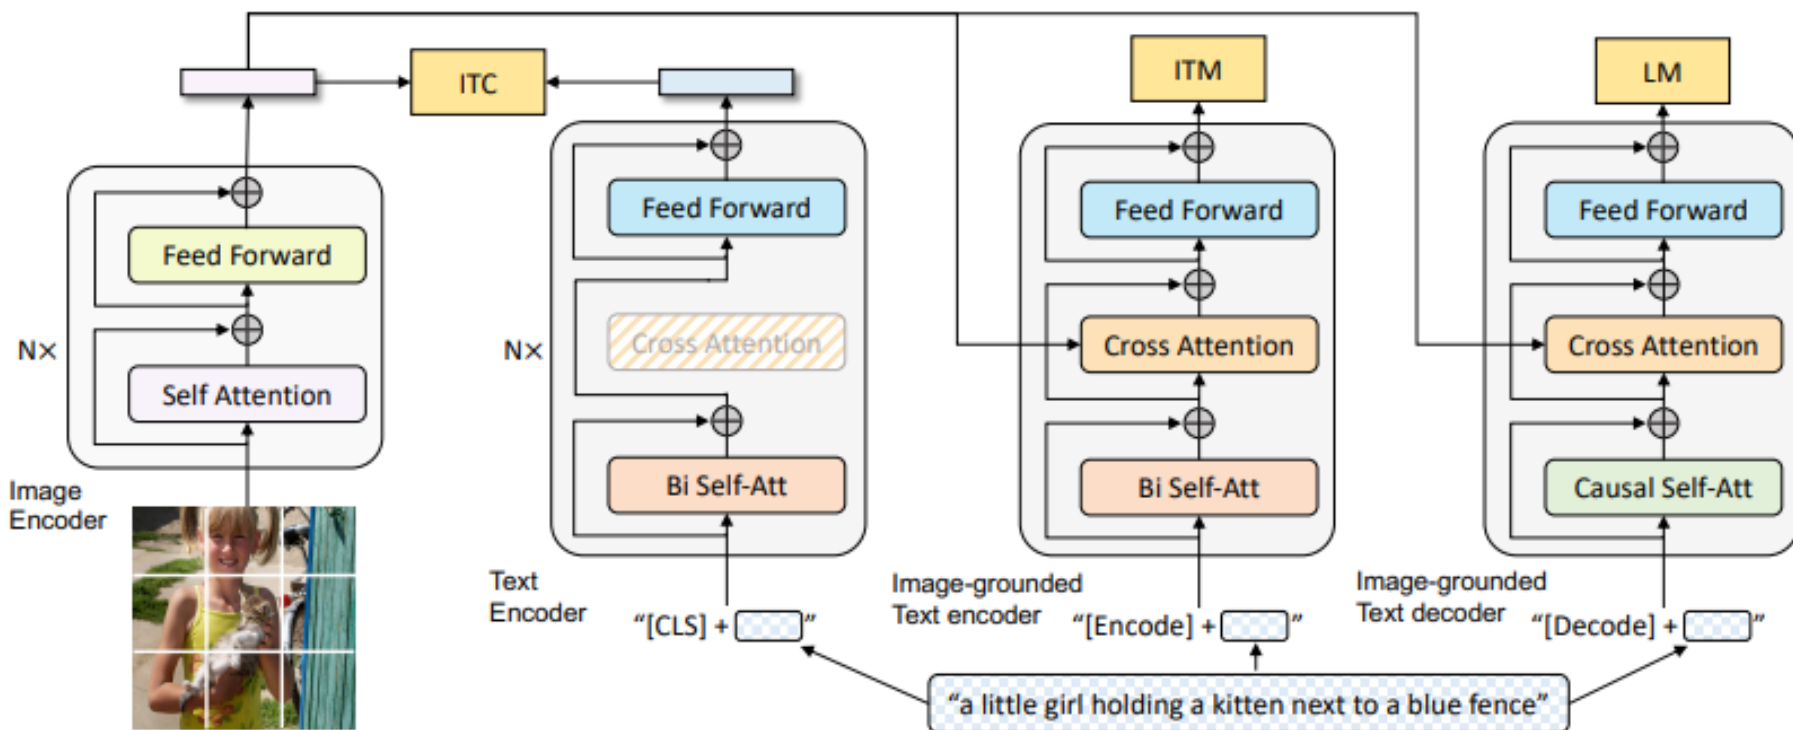 ITC
ITM
LM
Feed Forward
Self Attention
N×
Image
Encoder
Feed Forward
Cross Attention
Bi Self-Att
N×
Text
Encoder
“[CLS] + ”
Feed Forward
Cross Attention
Bi Self-Att
Image-grounded
Text encoder
“[Encode] + ”
Feed Forward
Cross Attention
Causal Self-Att
Image-grounded
Text decoder
“[Decode] + ”
“a little girl holding a kitten next to a blue fence”